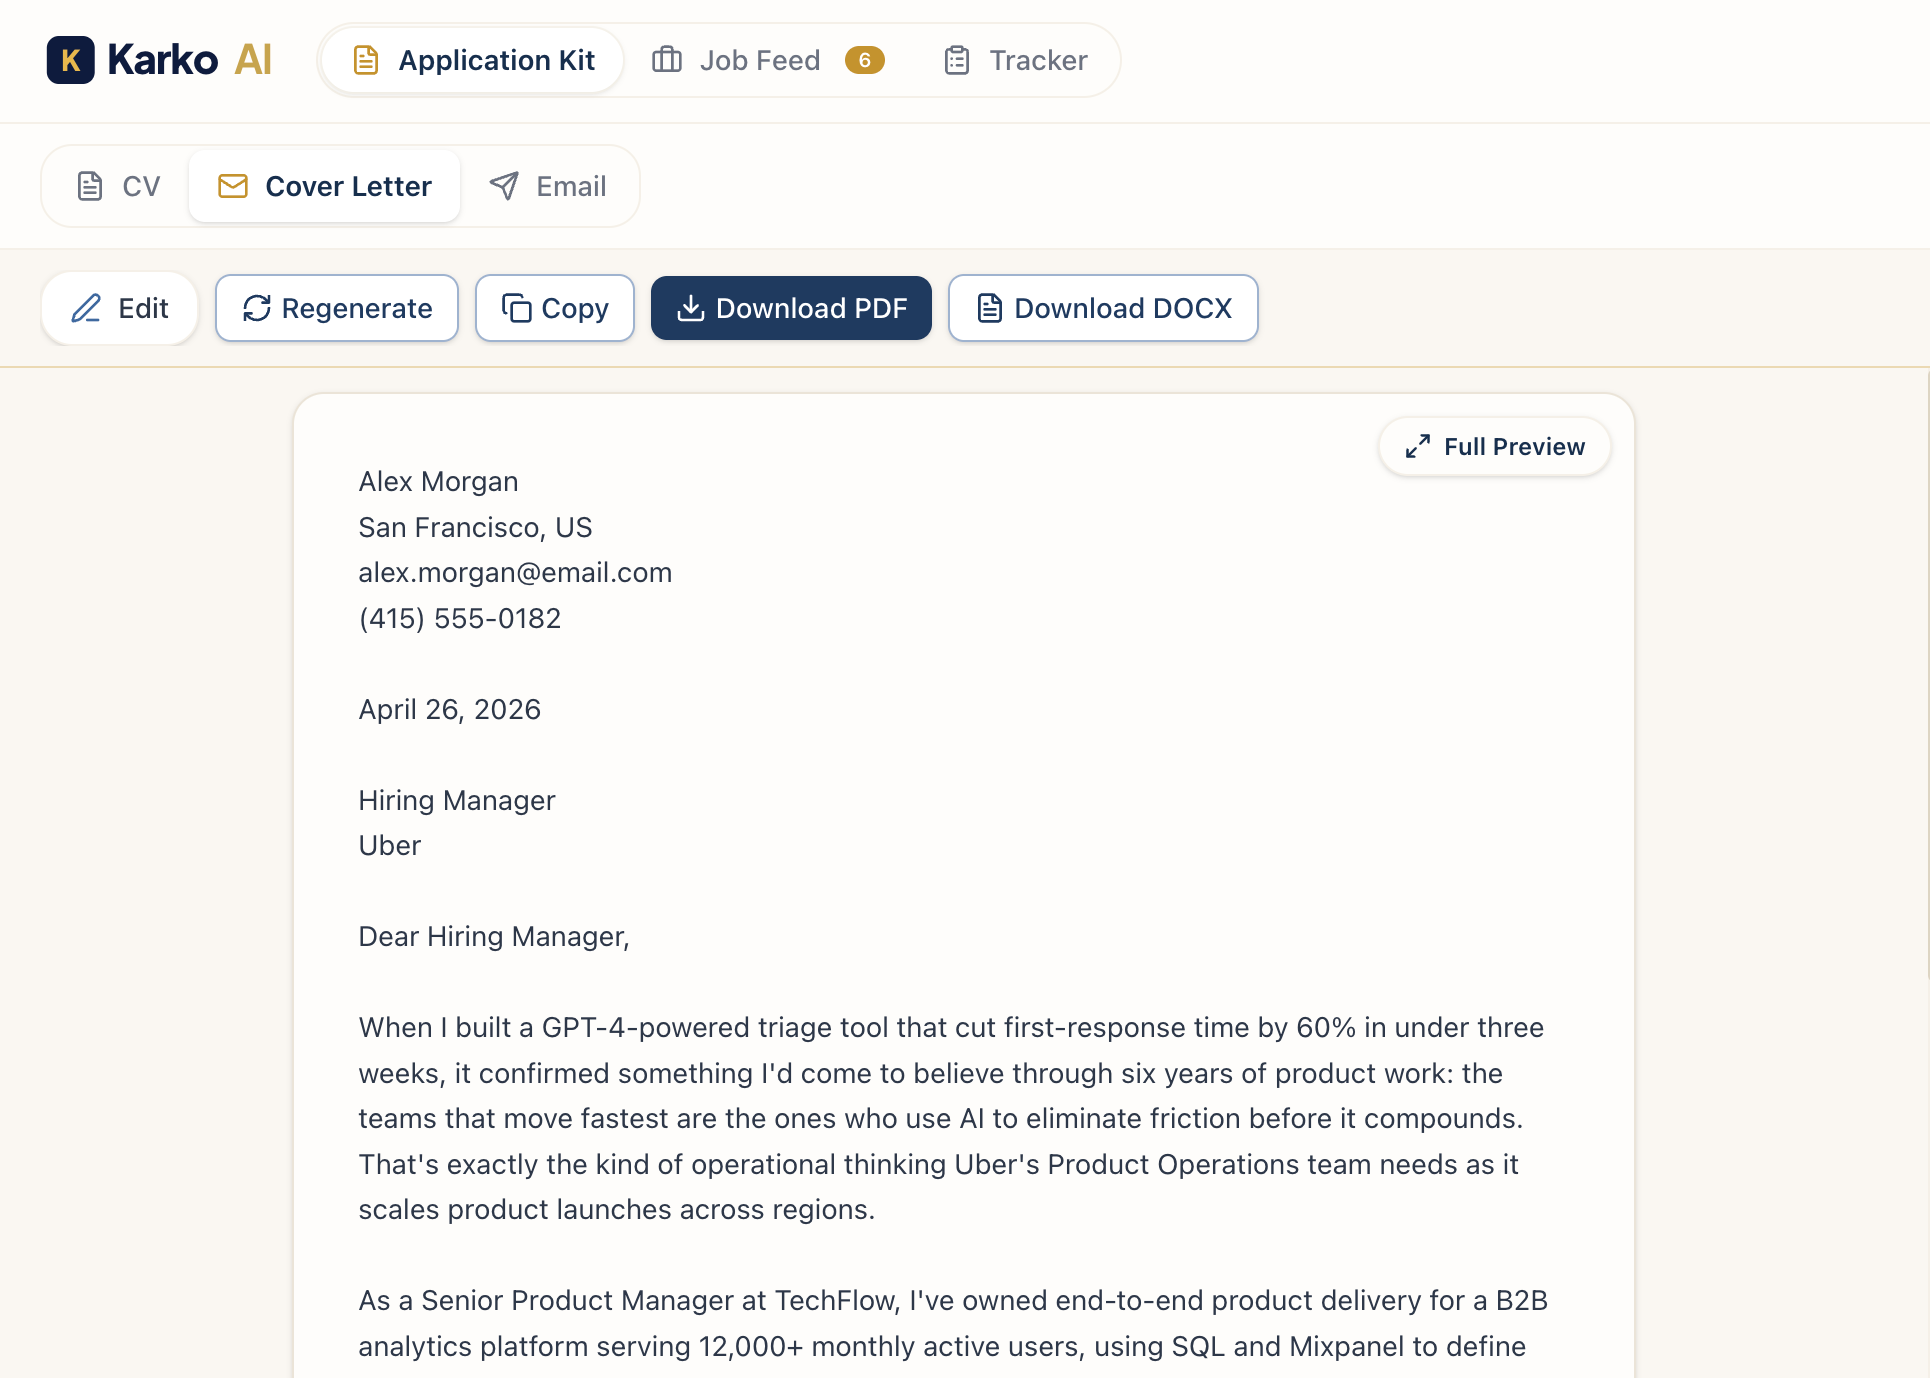 K Karko AI
Application Kit
Job Feed 6
Tracker
CV
Cover Letter
Email
Edit
Regenerate
Copy
Download PDF
Download DOCX
Full Preview
Alex Morgan
San Francisco, US
alex.morgan@email.com
(415) 555-0182
April 26, 2026
Hiring Manager
Uber
Dear Hiring Manager,
When I built a GPT-4-powered triage tool that cut first-response time by 60% in under three
weeks, it confirmed something I'd come to believe through six years of product work: the
teams that move fastest are the ones who use AI to eliminate friction before it compounds.
That's exactly the kind of operational thinking Uber's Product Operations team needs as it
scales product launches across regions.
As a Senior Product Manager at TechFlow, I've owned end-to-end product delivery for a B2B
analytics platform serving 12,000+ monthly active users, using SQL and Mixpanel to define